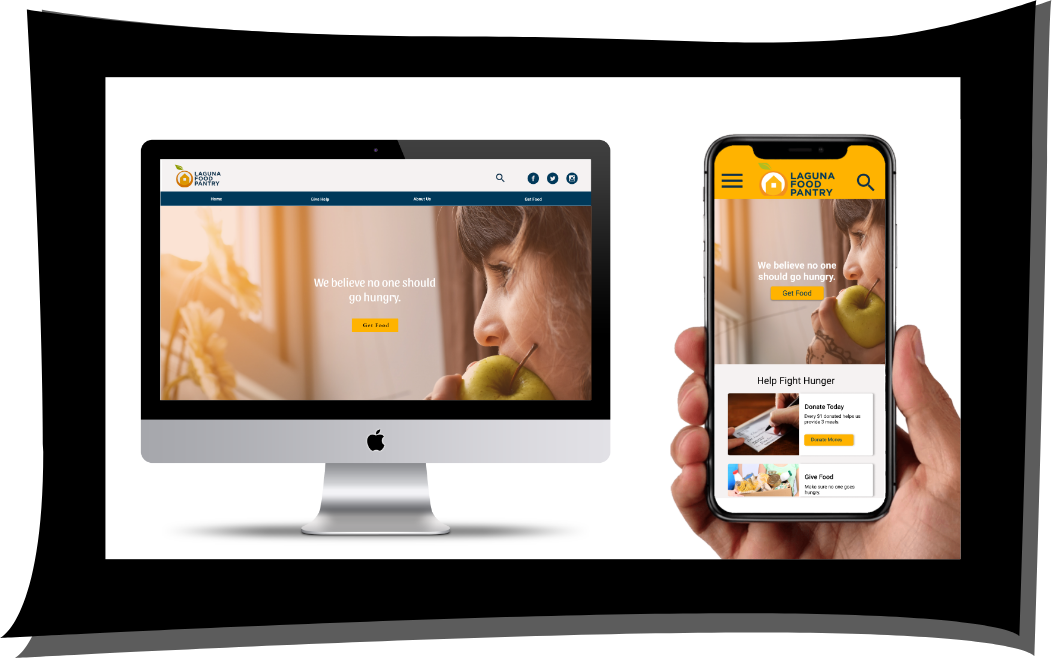 LAGUNA
FOOD
PANTRY
Home
Give Help
About Us
Get Food
We believe no one should
go hungry.
Get Food
LAGUNA
FOOD
PANTRY
We believe no one
should go hungry.
Get Food
Help Fight Hunger
Donate Today
Every $1 donated helps us
provide 3 meals.
Donate Money
Give Food
Make sure no one goes
hungry.